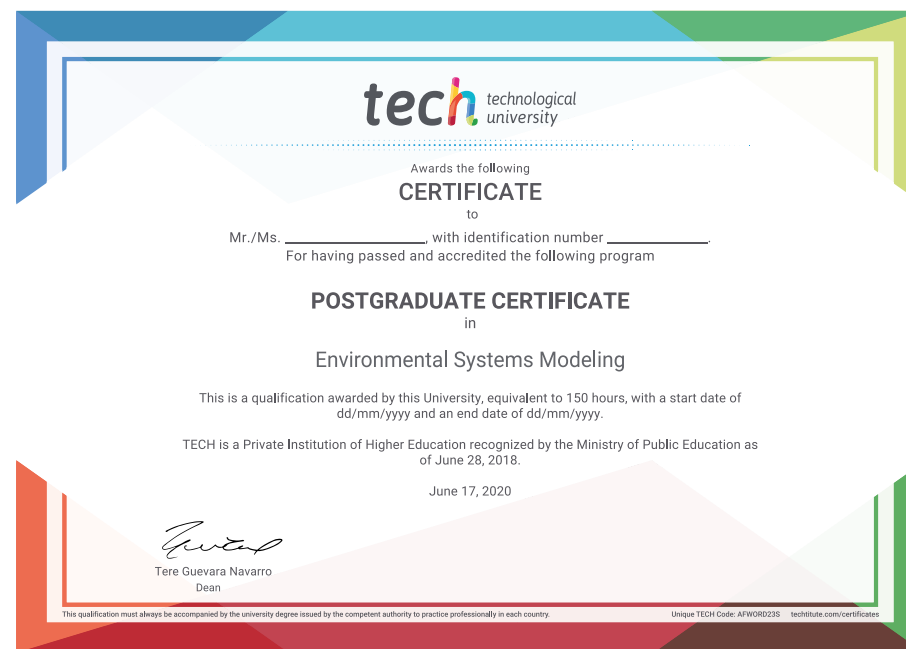 tech technological
university
Awards the following
CERTIFICATE
to
Mr./Ms. ____________________, with identification number ______________.
For having passed and accredited the following program
POSTGRADUATE CERTIFICATE
in
Environmental Systems Modeling
This is a qualification awarded by this University, equivalent to 150 hours, with a start date of
dd/mm/yyyy and an end date of dd/mm/yyyy.
TECH is a Private Institution of Higher Education recognized by the Ministry of Public Education as
of June 28, 2018.
June 17, 2020
Tere Guevara Navarro
Dean
This qualification must always be accompanied by the university degree issued by the competent authority to practice professionally in each country. Unique TECH Code: AFWORD23S techtitute.com/certificates